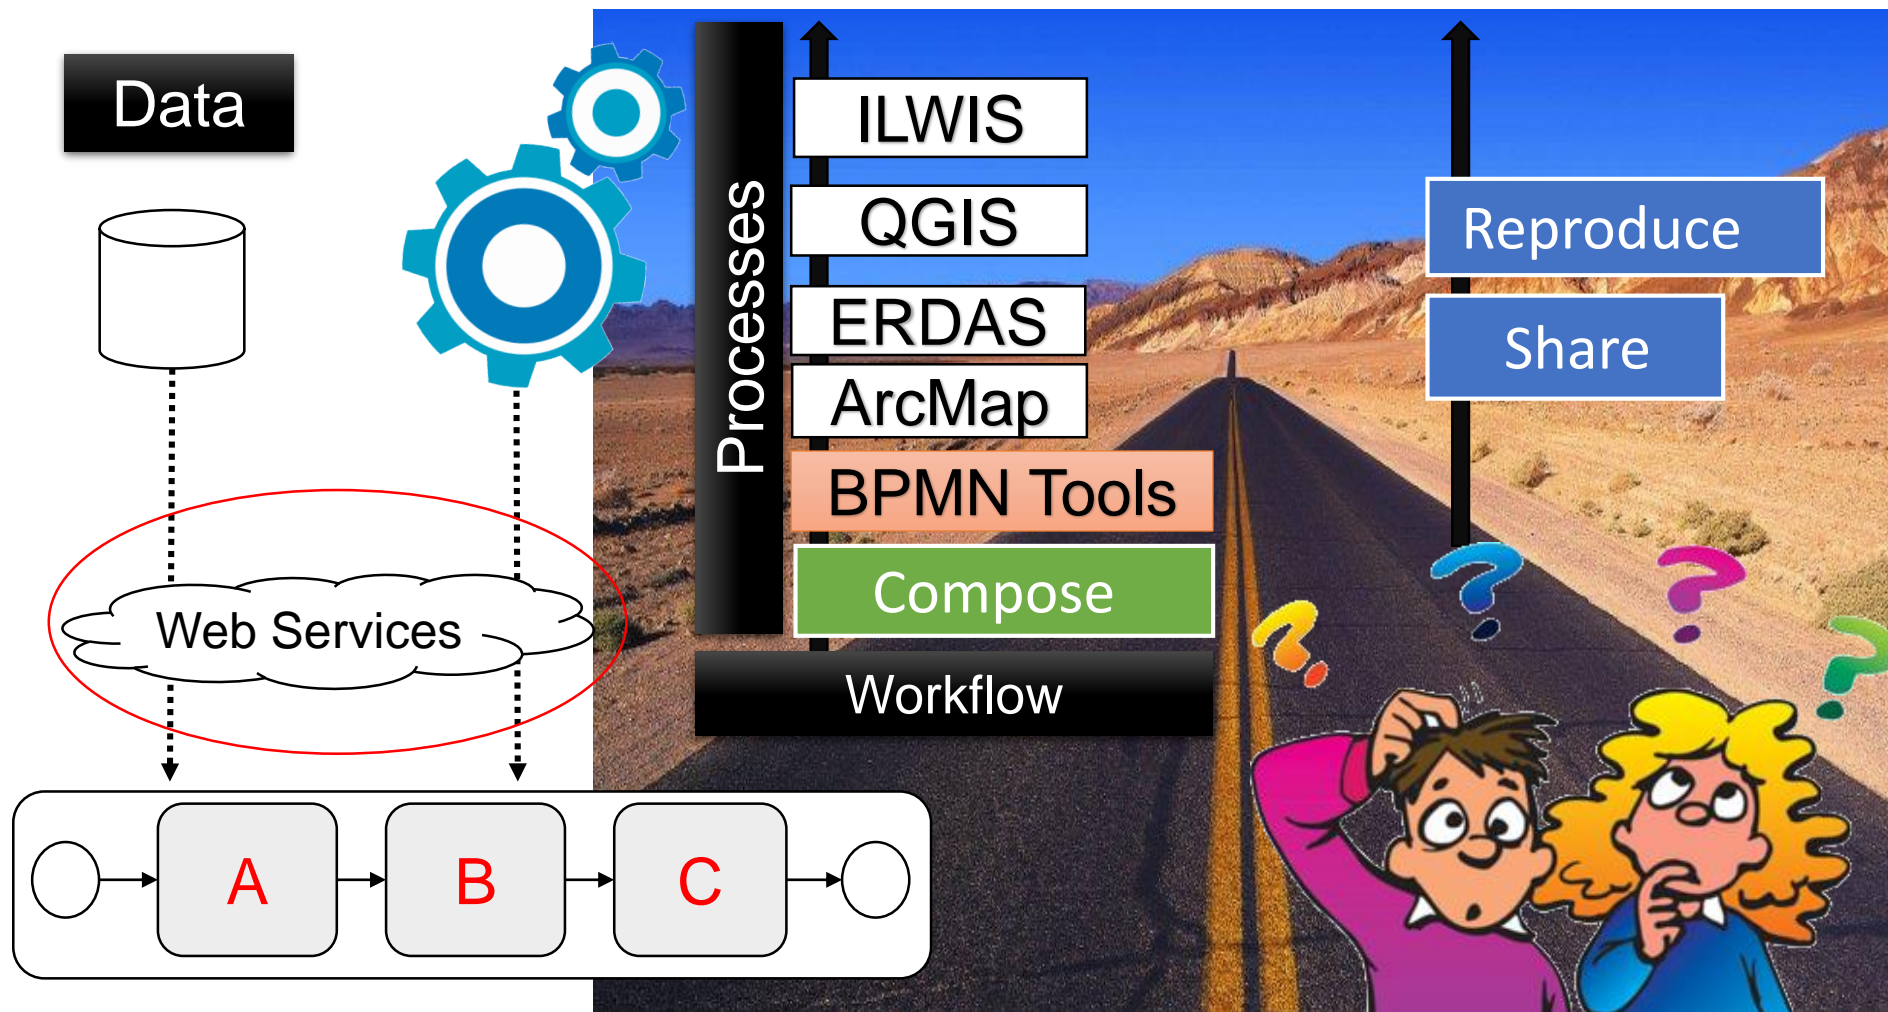 Data
Processes
ILWIS
QGIS
ERDAS
ArcMap
BPMN Tools
Compose
Workflow
Reproduce
Share
? ? ? ?
Web Services
A
B
C